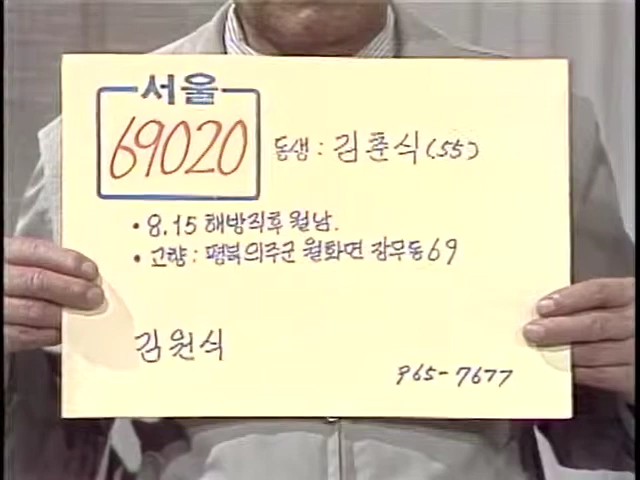 서울
69020
동생 : 김춘식(55)
• 8.15 해방직후 월남.
• 고향 : 평북 의주군 월화면 장무동 69
김원식
965-7677